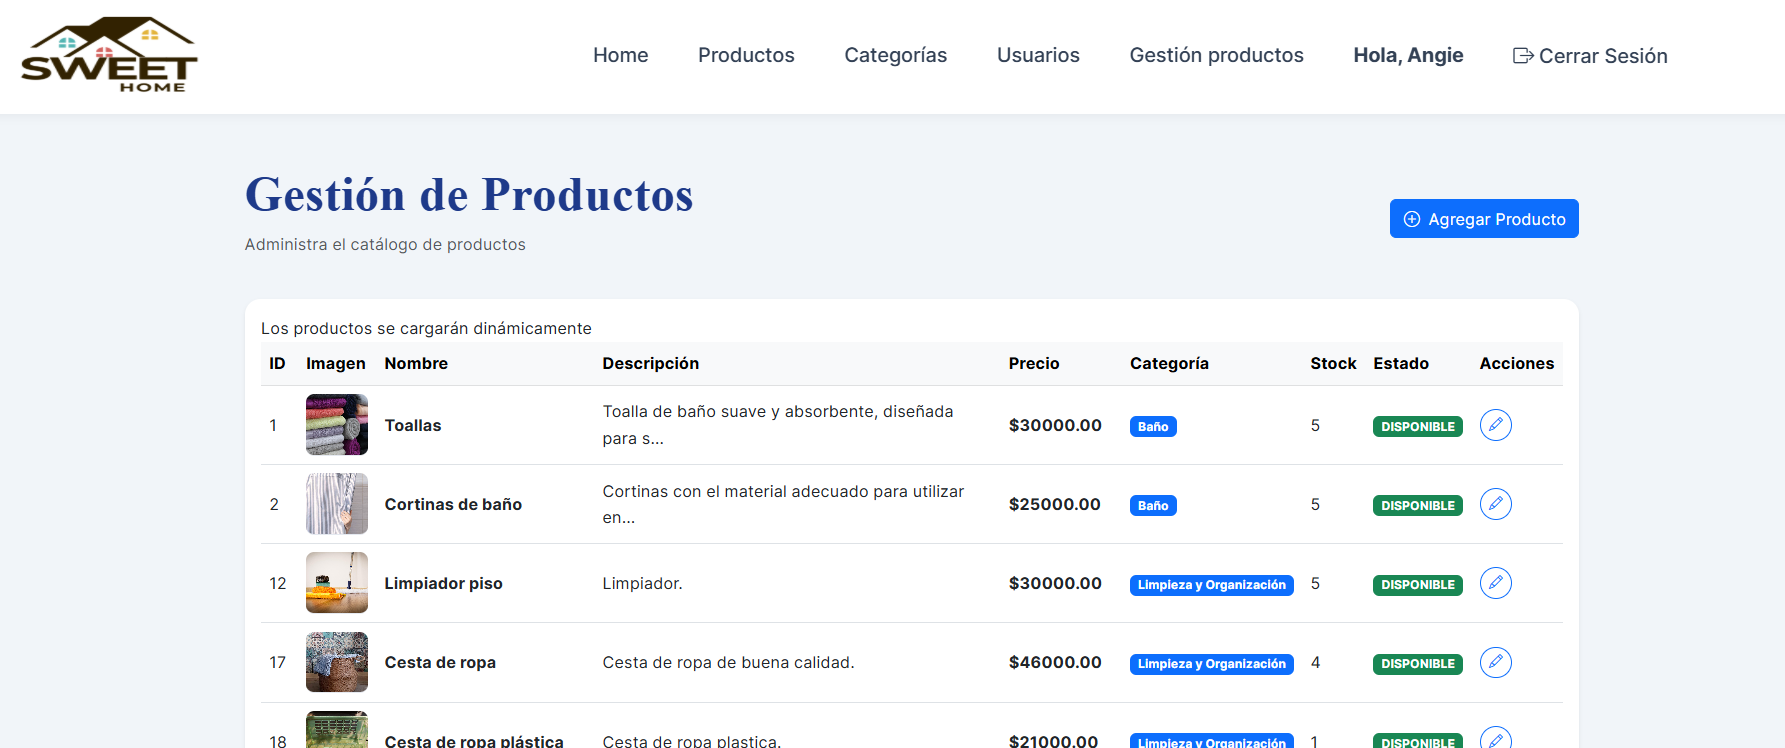 SWEET
HOME
Home
Productos
Categorías
Usuarios
Gestión productos
Hola, Angie
Cerrar Sesión
Gestión de Productos
Administra el catálogo de productos
Agregar Producto
Los productos se cargarán dinámicamente
ID Imagen Nombre Descripción Precio Categoría Stock Estado Acciones
1 Toallas Toalla de baño suave y absorbente, diseñada
para s... $30000.00 Baño 5 DISPONIBLE
2 Cortinas de baño Cortinas con el material adecuado para utilizar
en... $25000.00 Baño 5 DISPONIBLE
12 Limpiador piso Limpiador. $30000.00 Limpieza y Organización 5 DISPONIBLE
17 Cesta de ropa Cesta de ropa de buena calidad. $46000.00 Limpieza y Organización 4 DISPONIBLE
18 Cesta de ropa plástica Cesta de ropa plastica. $21000.00 Limpieza y Organización 1 DISPONIBLE